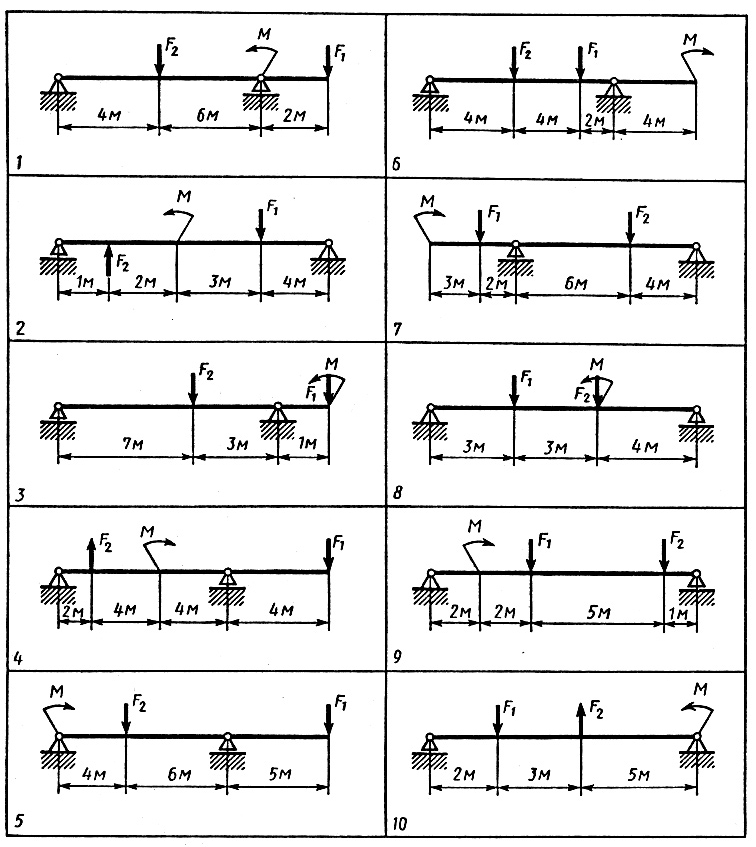 F₂ M F₁
4м 6м 2м
1
M F₁
F₂
1м 2м 3м 4м
2
F₂ M
F₁
7м 3м 1м
3
F₂ M F₁
2м 4м 4м 4м
4
M F₂ F₁
4м 6м 5м
5
F₂ F₁ M
4м 4м 2м 4м
6
M F₁ F₂
3м 2м 6м 4м
7
F₁ M
F₂
3м 3м 4м
8
M F₁ F₂
2м 2м 5м 1м
9
F₁ F₂ M
2м 3м 5м
10